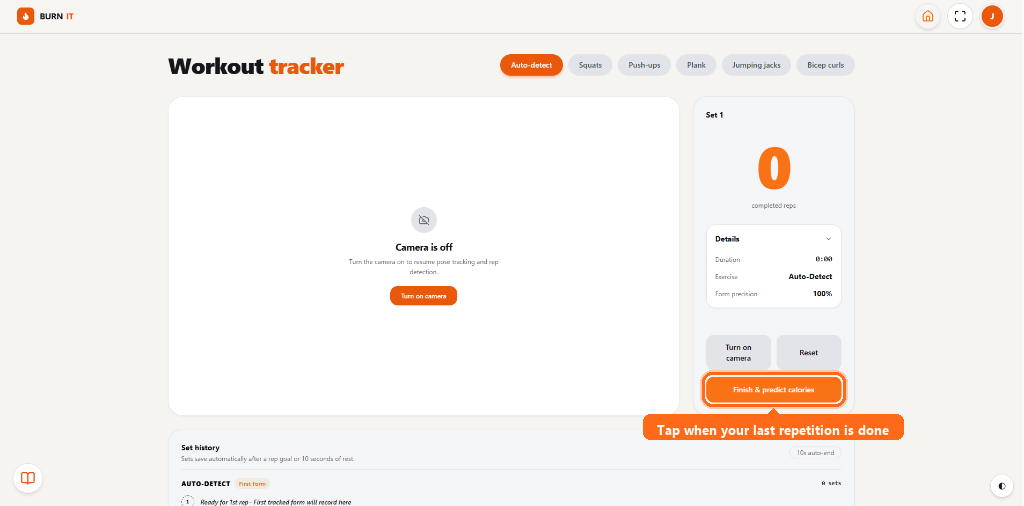 BURN IT
J
Workout tracker
Auto-detect
Squats
Push-ups
Plank
Jumping jacks
Bicep curls
Camera is off
Turn the camera on to resume pose tracking and rep
detection.
Turn on camera
Set 1
0
completed reps
Details
Duration 0:00
Exercise Auto-Detect
Form precision 100%
Turn on
camera
Reset
Finish & predict calories
Tap when your last repetition is done
Set history
Sets save automatically after a rep goal or 10 seconds of rest.
10s auto-end
AUTO-DETECT First form 0 sets
1 Ready for 1st rep - First tracked form will record here